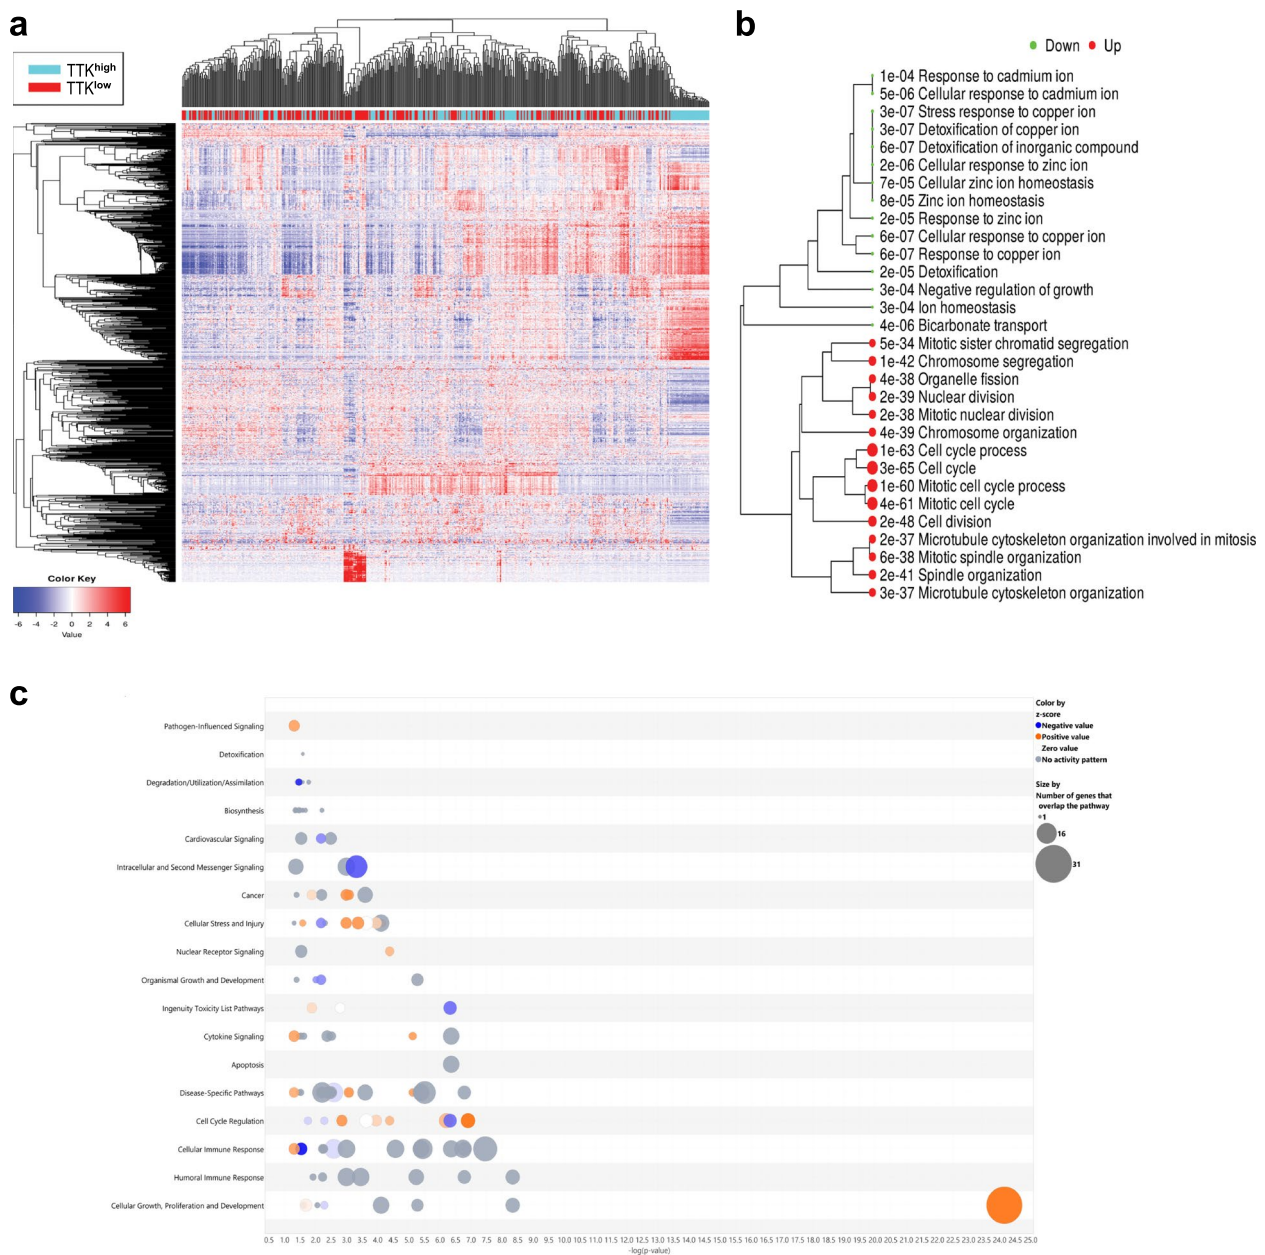 a
TTKhigh
TTKlow
Color Key
-6 -4 -2 0 2 4 6
Value
b
Down Up
1e-04 Response to cadmium ion
5e-06 Cellular response to cadmium ion
3e-07 Stress response to copper ion
3e-07 Detoxification of copper ion
6e-07 Detoxification of inorganic compound
2e-06 Cellular response to zinc ion
7e-05 Cellular zinc ion homeostasis
8e-05 Zinc ion homeostasis
2e-05 Response to zinc ion
6e-07 Cellular response to copper ion
6e-07 Response to copper ion
2e-05 Detoxification
3e-04 Negative regulation of growth
3e-04 Ion homeostasis
4e-06 Bicarbonate transport
5e-34 Mitotic sister chromatid segregation
1e-42 Chromosome segregation
4e-38 Organelle fission
2e-39 Nuclear division
2e-38 Mitotic nuclear division
4e-39 Chromosome organization
1e-63 Cell cycle process
3e-65 Cell cycle
1e-60 Mitotic cell cycle process
4e-61 Mitotic cell cycle
2e-48 Cell division
2e-37 Microtubule cytoskeleton organization involved in mitosis
6e-38 Mitotic spindle organization
2e-41 Spindle organization
3e-37 Microtubule cytoskeleton organization
c
Pathogen-Influenced Signaling
Detoxification
Degradation/Utilization/Assimilation
Biosynthesis
Cardiovascular Signaling
Intracellular and Second Messenger Signaling
Cancer
Cellular Stress and Injury
Nuclear Receptor Signaling
Organismal Growth and Development
Ingenuity Toxicity List Pathways
Cytokine Signaling
Apoptosis
Disease-Specific Pathways
Cell Cycle Regulation
Cellular Immune Response
Humoral Immune Response
Cellular Growth, Proliferation and Development
0.5 1.0 1.5 2.0 2.5 3.0 3.5 4.0 4.5 5.0 5.5 6.0 6.5 7.0 7.5 8.0 8.5 9.0 9.5 10.0 10.5 11.0 11.5 12.0 12.5 13.0 13.5 14.0 14.5 15.0 15.5 16.0 16.5 17.0 17.5 18.0 18.5 19.0 19.5 20.0 20.5 21.0 21.5 22.0 22.5 23.0 23.5 24.0 24.5 25.0
-log(p-value)
Color by
z-score
Negative value
Positive value
Zero value
No activity pattern
Size by
Number of genes that
overlap the pathway
1
16
31